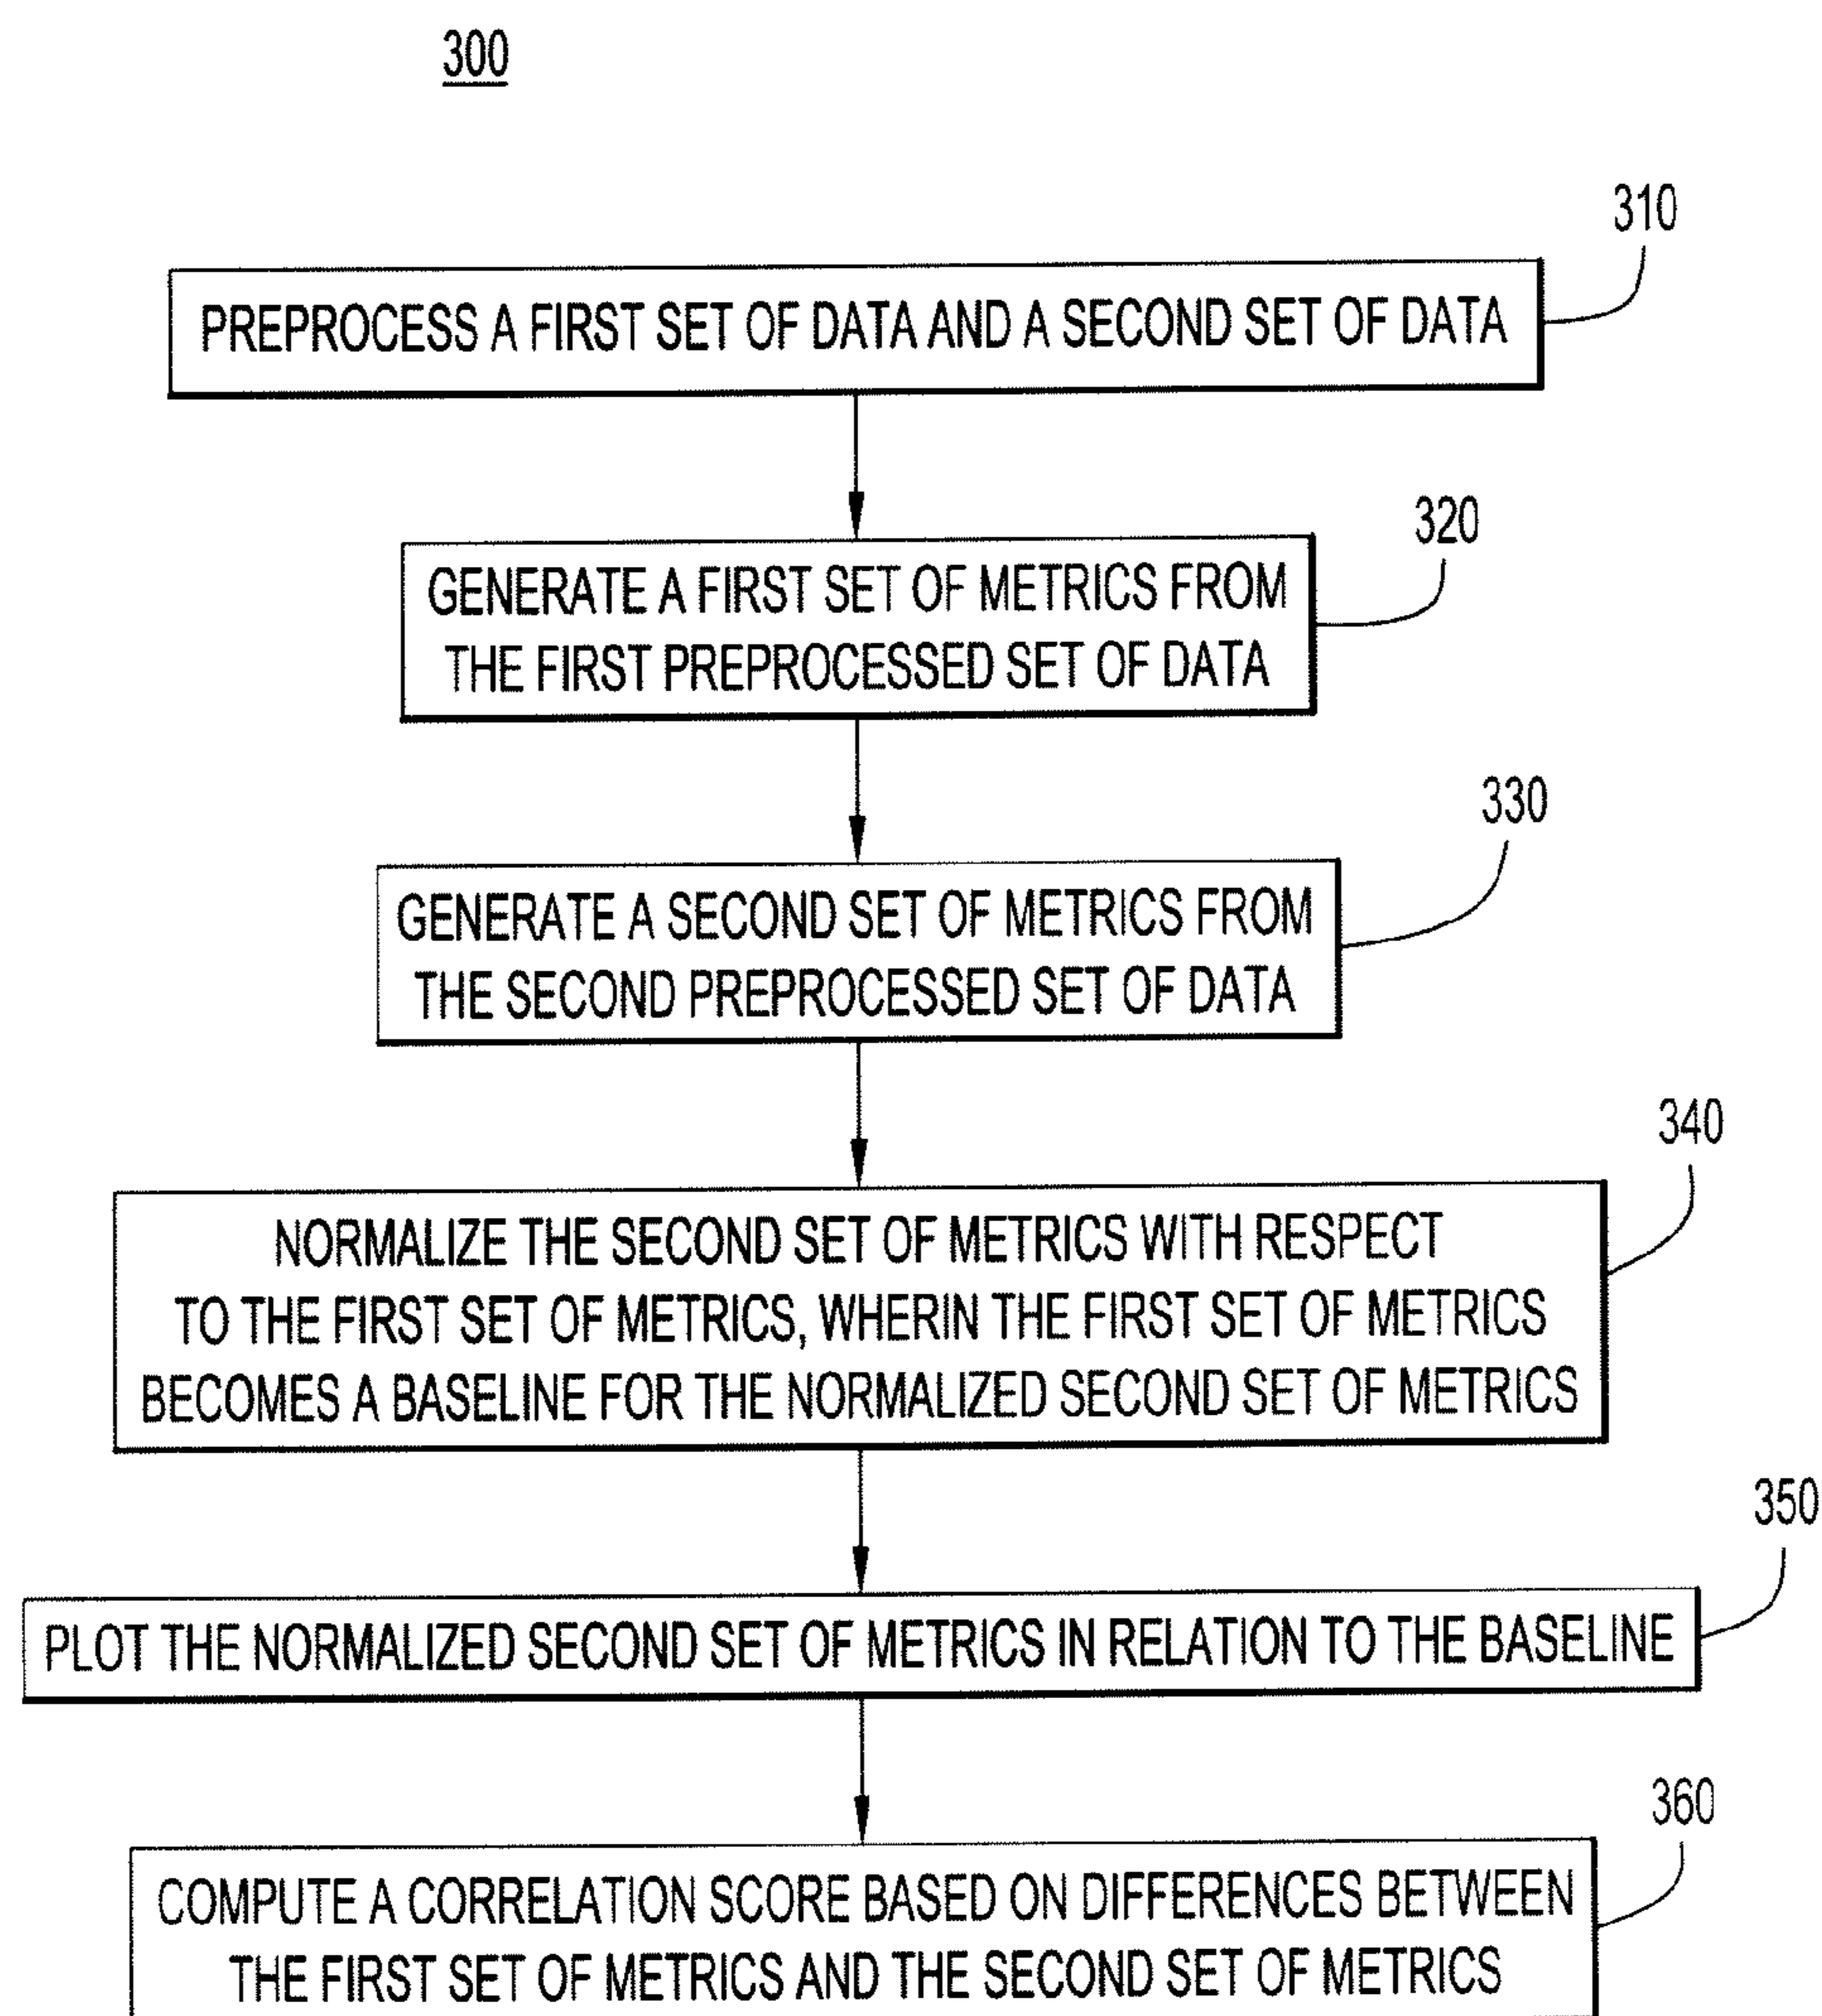 300
310
PREPROCESS A FIRST SET OF DATA AND A SECOND SET OF DATA
320
GENERATE A FIRST SET OF METRICS FROM
THE FIRST PREPROCESSED SET OF DATA
330
GENERATE A SECOND SET OF METRICS FROM
THE SECOND PREPROCESSED SET OF DATA
340
NORMALIZE THE SECOND SET OF METRICS WITH RESPECT
TO THE FIRST SET OF METRICS, WHERIN THE FIRST SET OF METRICS
BECOMES A BASELINE FOR THE NORMALIZED SECOND SET OF METRICS
350
PLOT THE NORMALIZED SECOND SET OF METRICS IN RELATION TO THE BASELINE
360
COMPUTE A CORRELATION SCORE BASED ON DIFFERENCES BETWEEN
THE FIRST SET OF METRICS AND THE SECOND SET OF METRICS